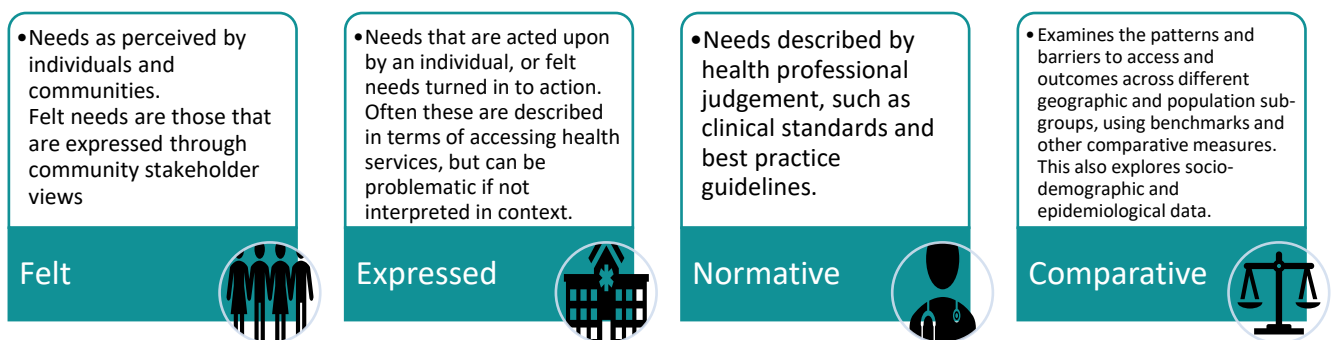 •Needs as perceived by
individuals and
communities.
Felt needs are those that
are expressed through
community stakeholder
views
Felt
•Needs that are acted upon
by an individual, or felt
needs turned in to action.
Often these are described
in terms of accessing health
services, but can be
problematic if not
interpreted in context.
Expressed
•Needs described by
health professional
judgement, such as
clinical standards and
best practice
guidelines.
Normative
•Examines the patterns and
barriers to access and
outcomes across different
geographic and population sub-
groups, using benchmarks and
other comparative measures.
This also explores socio-
demographic and
epidemiological data.
Comparative